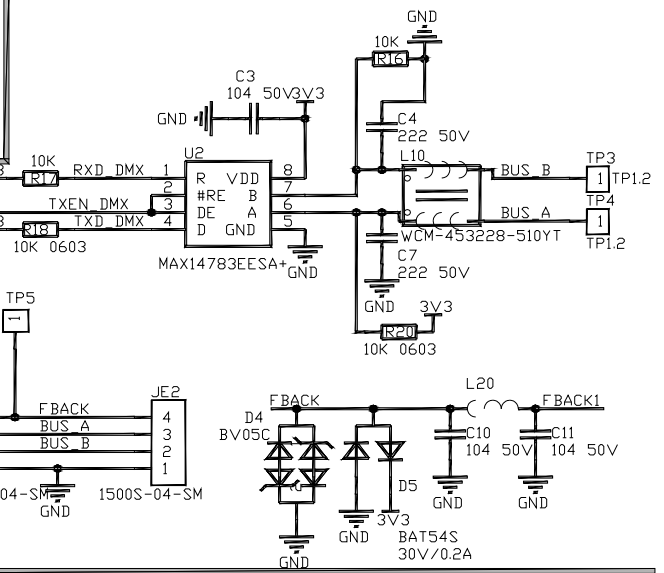 GND
10K
R16
C3
104 50V
3V3
GND
C4
222 50V
U2
L10
10K
R17
RXD_DMX
1
R
VDD
8
2
#RE
B
7
TXEN_DMX
3
DE
A
6
R18
TXD_DMX
4
D
GND
5
10K 0603
MAX14783EESA+
GND
BUS_B
TP3
1
TP1.2
TP4
BUS_A
1
TP1.2
WCM-453228-510YT
C7
222 50V
GND
3V3
R20
10K 0603
TP5
1
JE2
FBACK
4
BUS_A
3
BUS_B
2
1
04-SM
GND
1500S-04-SM
FBACK
D4
BV05C
L20
FBACK1
C10
104 50V
C11
104 50V
D5
GND
3V3
GND
GND
BAT54S
30V/0.2A
GND